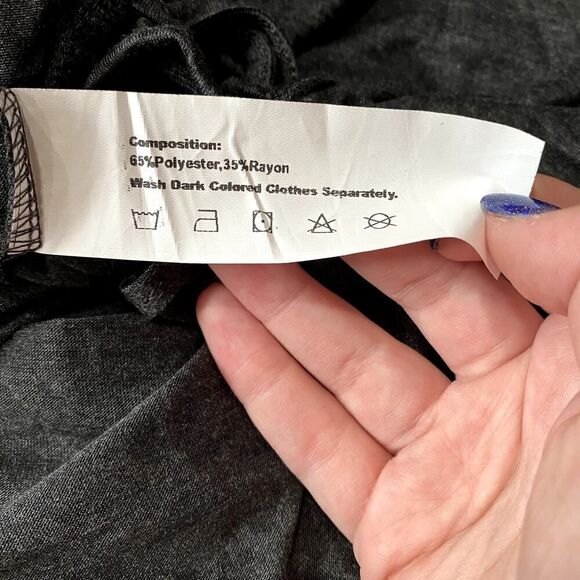 Composition:
65%Polyester,35%Rayon
Wash Dark Colored Clothes Separately.